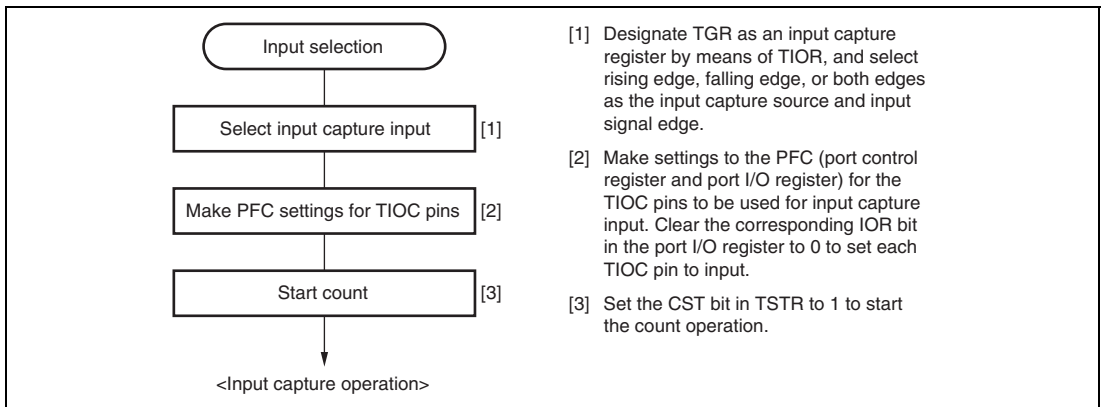 Input selection
Select input capture input
[1]
Make PFC settings for TIOC pins
[2]
Start count
[3]
<Input capture operation>
[1] Designate TGR as an input capture
register by means of TIOR, and select
rising edge, falling edge, or both edges
as the input capture source and input
signal edge.
[2] Make settings to the PFC (port control
register and port I/O register) for the
TIOC pins to be used for input capture
input. Clear the corresponding IOR bit
in the port I/O register to 0 to set each
TIOC pin to input.
[3] Set the CST bit in TSTR to 1 to start
the count operation.